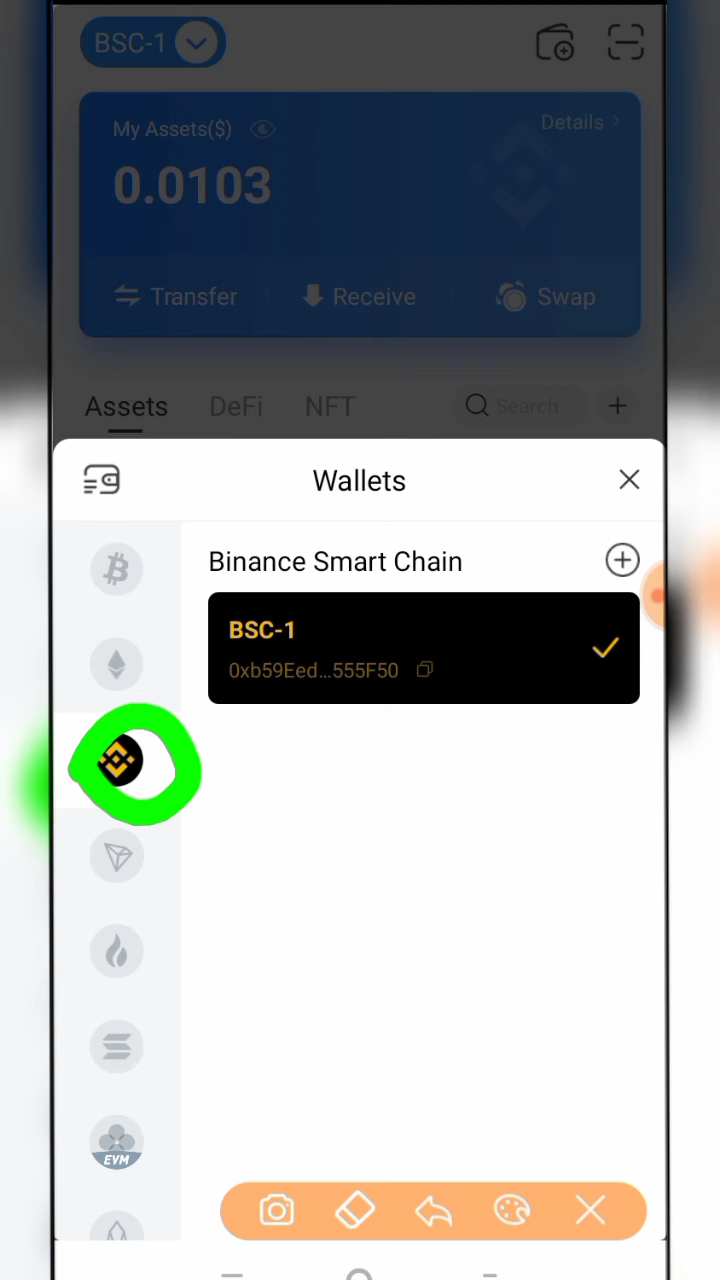 BSC-1
My Assets($)
Details >
0.0103
Transfer
Receive
Swap
Assets
DeFi
NFT
Search
Wallets
Binance Smart Chain
BSC-1
0xb59Eed...555F50
EVM